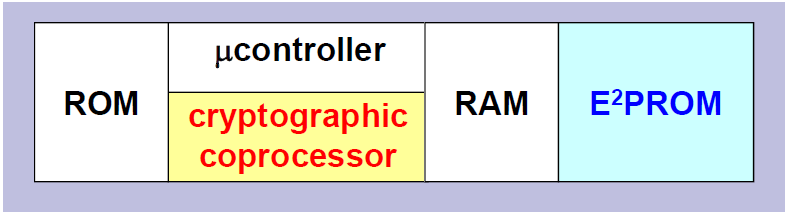 ROM
μcontroller
cryptographic
coprocessor
RAM
E²PROM